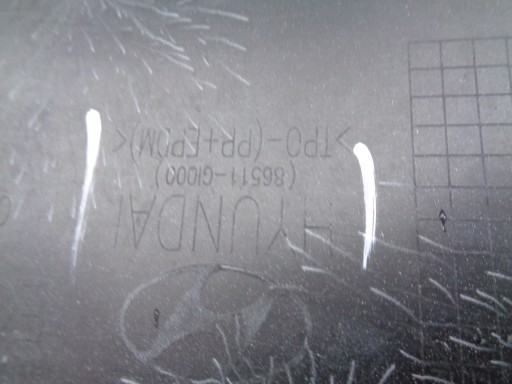 HYUNDAI
(86511-G1000)
>TPO-(PP+EPDM)<